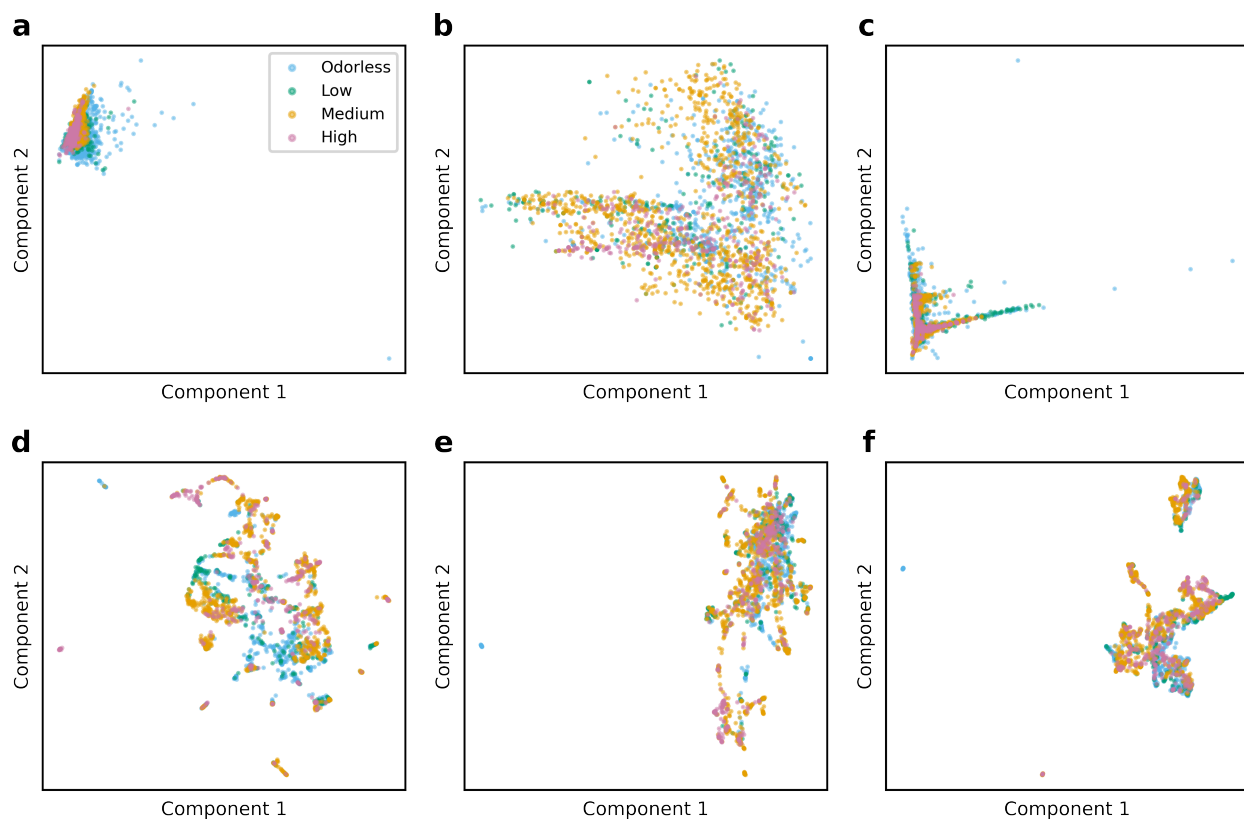 a
b
c
Odorless
Low
Medium
High
Component 2
Component 2
Component 2
Component 1
Component 1
Component 1
d
e
f
Component 2
Component 2
Component 2
Component 1
Component 1
Component 1